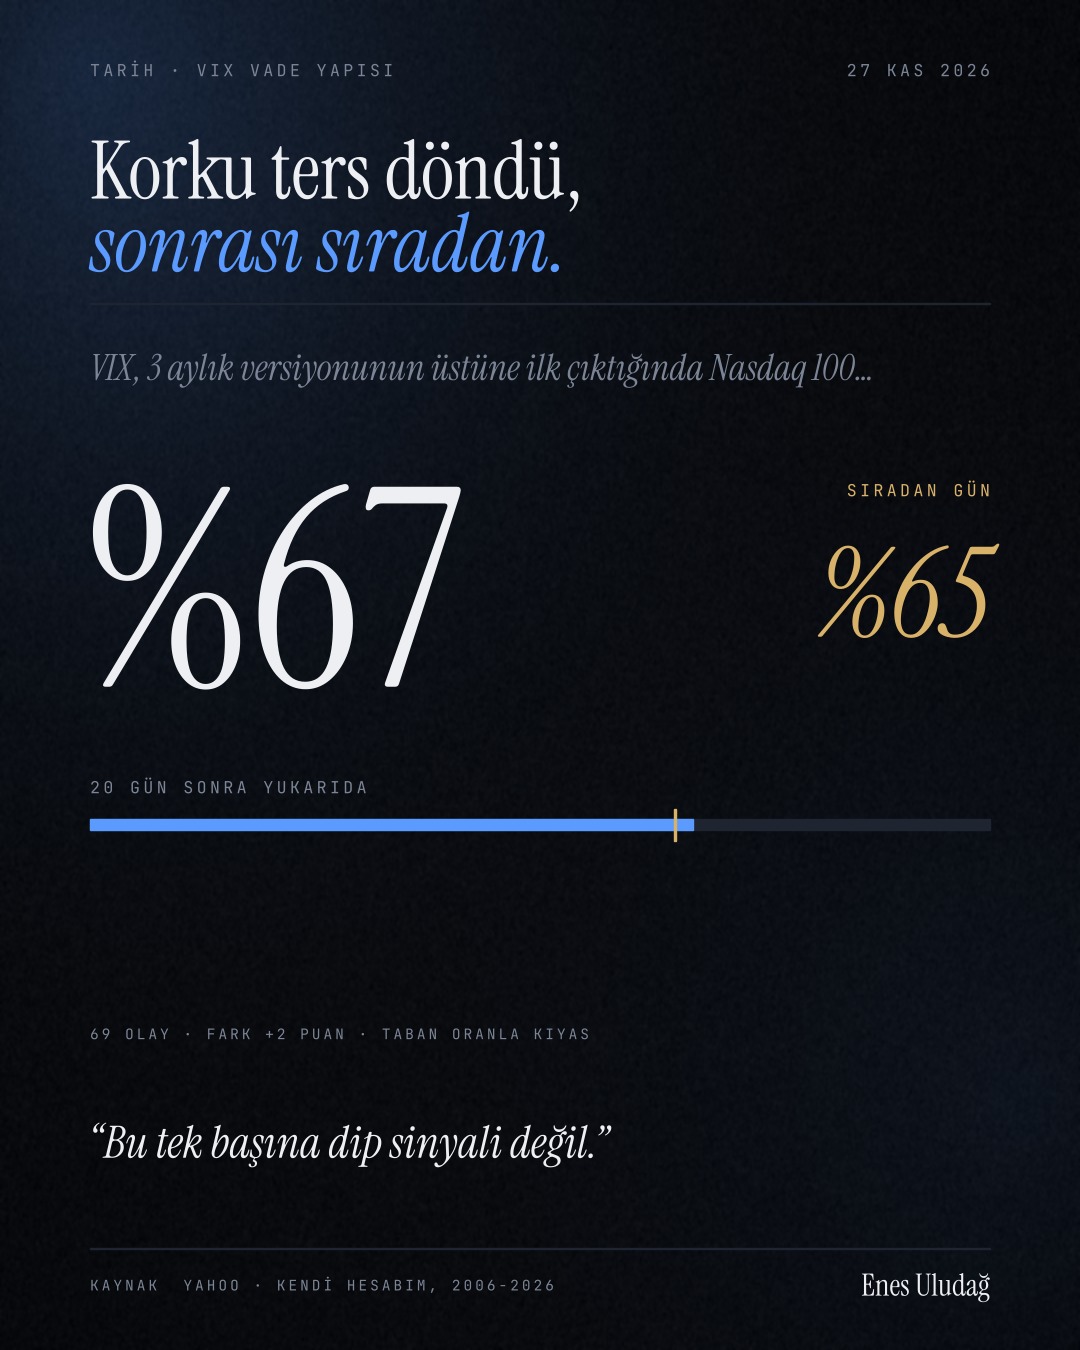 TARİH · VIX VADE YAPISI
27 KAS 2026
Korku ters döndü,
sonrası sıradan.
VIX, 3 aylık versiyonunun üstüne ilk çıktığında Nasdaq 100...
%67
SIRADAN GÜN
%65
20 GÜN SONRA YUKARIDA
69 OLAY · FARK +2 PUAN · TABAN ORANLA KIYAS
“Bu tek başına dip sinyali değil.”
KAYNAK YAHOO · KENDİ HESABIM, 2006-2026
Enes Uludağ